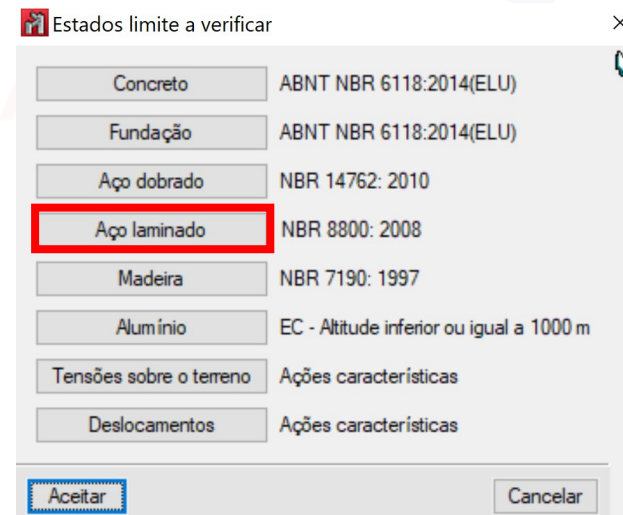 Estados limite a verificar
Concreto ABNT NBR 6118:2014(ELU)
Fundação ABNT NBR 6118:2014(ELU)
Aço dobrado NBR 14762: 2010
Aço laminado NBR 8800: 2008
Madeira NBR 7190: 1997
Alumínio EC - Altitude inferior ou igual a 1000 m
Tensões sobre o terreno Ações características
Deslocamentos Ações características
Aceitar Cancelar